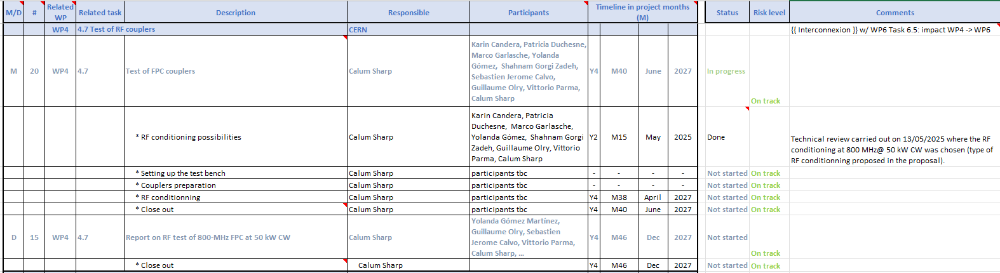 M/D # Related WP Related task Description Responsible Participants Timeline in project months (M) Status Risk level Comments
WP4 4.7 Test of RF couplers CERN {{ Interconnexion }} w/ WP6 Task 6.5: impact WP4 -> WP6
M 20 WP4 4.7 Test of FPC couplers Calum Sharp
Karin Candera, Patricia Duchesne,
Marco Garlasche, Yolanda
Gómez, Shahnam Gorgi Zadeh,
Sebastien Jerome Calvo,
Guillaume Olry, Vittorio Parma,
Calum Sharp
Y4 M40 June 2027 In progress On track
* RF conditioning possibilities Calum Sharp
Karin Candera, Patricia
Duchesne, Marco Garlasche,
Yolanda Gómez, Shahnam Gorgi
Zadeh, Guillaume Olry, Vittorio
Parma, Calum Sharp
Y2 M15 May 2025 Done
Technical review carried out on 13/05/2025 where the RF
conditioning at 800 MHz@ 50 kW CW was chosen (type of
RF conditionning proposed in the proposal).
* Setting up the test bench Calum Sharp participants tbc - - - - Not started On track
* Couplers preparation Calum Sharp participants tbc - - - - Not started On track
* RF conditionning Calum Sharp participants tbc Y4 M38 April 2027 Not started On track
* Close out Calum Sharp participants tbc Y4 M40 June 2027 Not started On track
D 15 WP4 4.7 Report on RF test of 800-MHz FPC at 50 kW CW Calum Sharp
Yolanda Gómez Martínez,
Guillaume Olry, Sebastien
Jerome Calvo, Vittorio Parma,
Calum Sharp, ...
Y4 M46 Dec 2027 Not started On track
* Close out Calum Sharp Y4 M46 Dec 2027 Not started On track